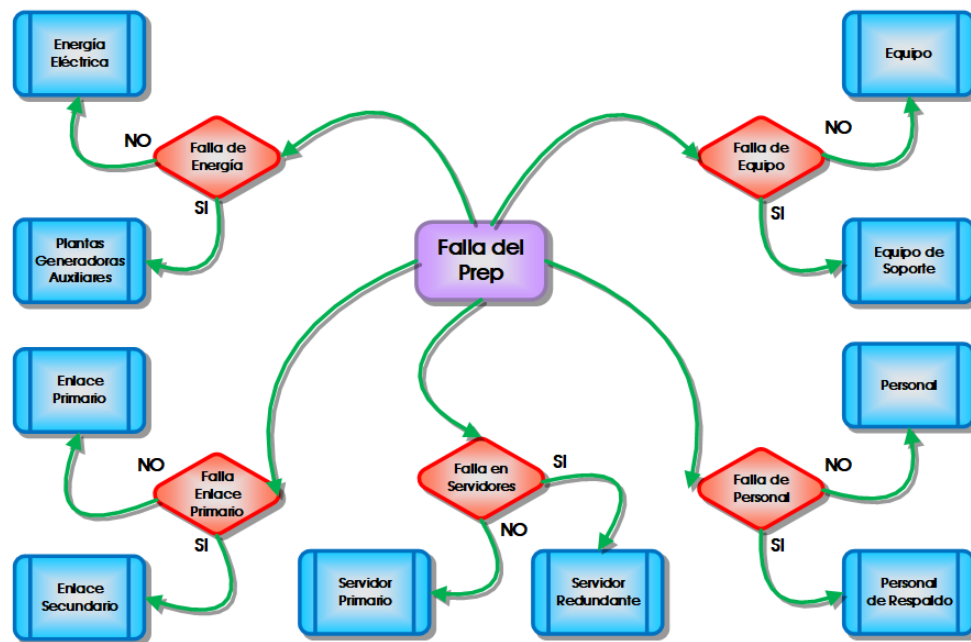 Energía
Eléctrica
NO
Falla de
Energía
SI
Plantas
Generadoras
Auxiliares
Equipo
NO
Falla de
Equipo
SI
Equipo de
Soporte
Falla del
Prep
Enlace
Primario
NO
Falla
Enlace
Primario
SI
Enlace
Secundario
Falla en
Servidores
SI
NO
Servidor
Primario
Servidor
Redundante
Personal
NO
Falla de
Personal
SI
Personal
de Respaldo